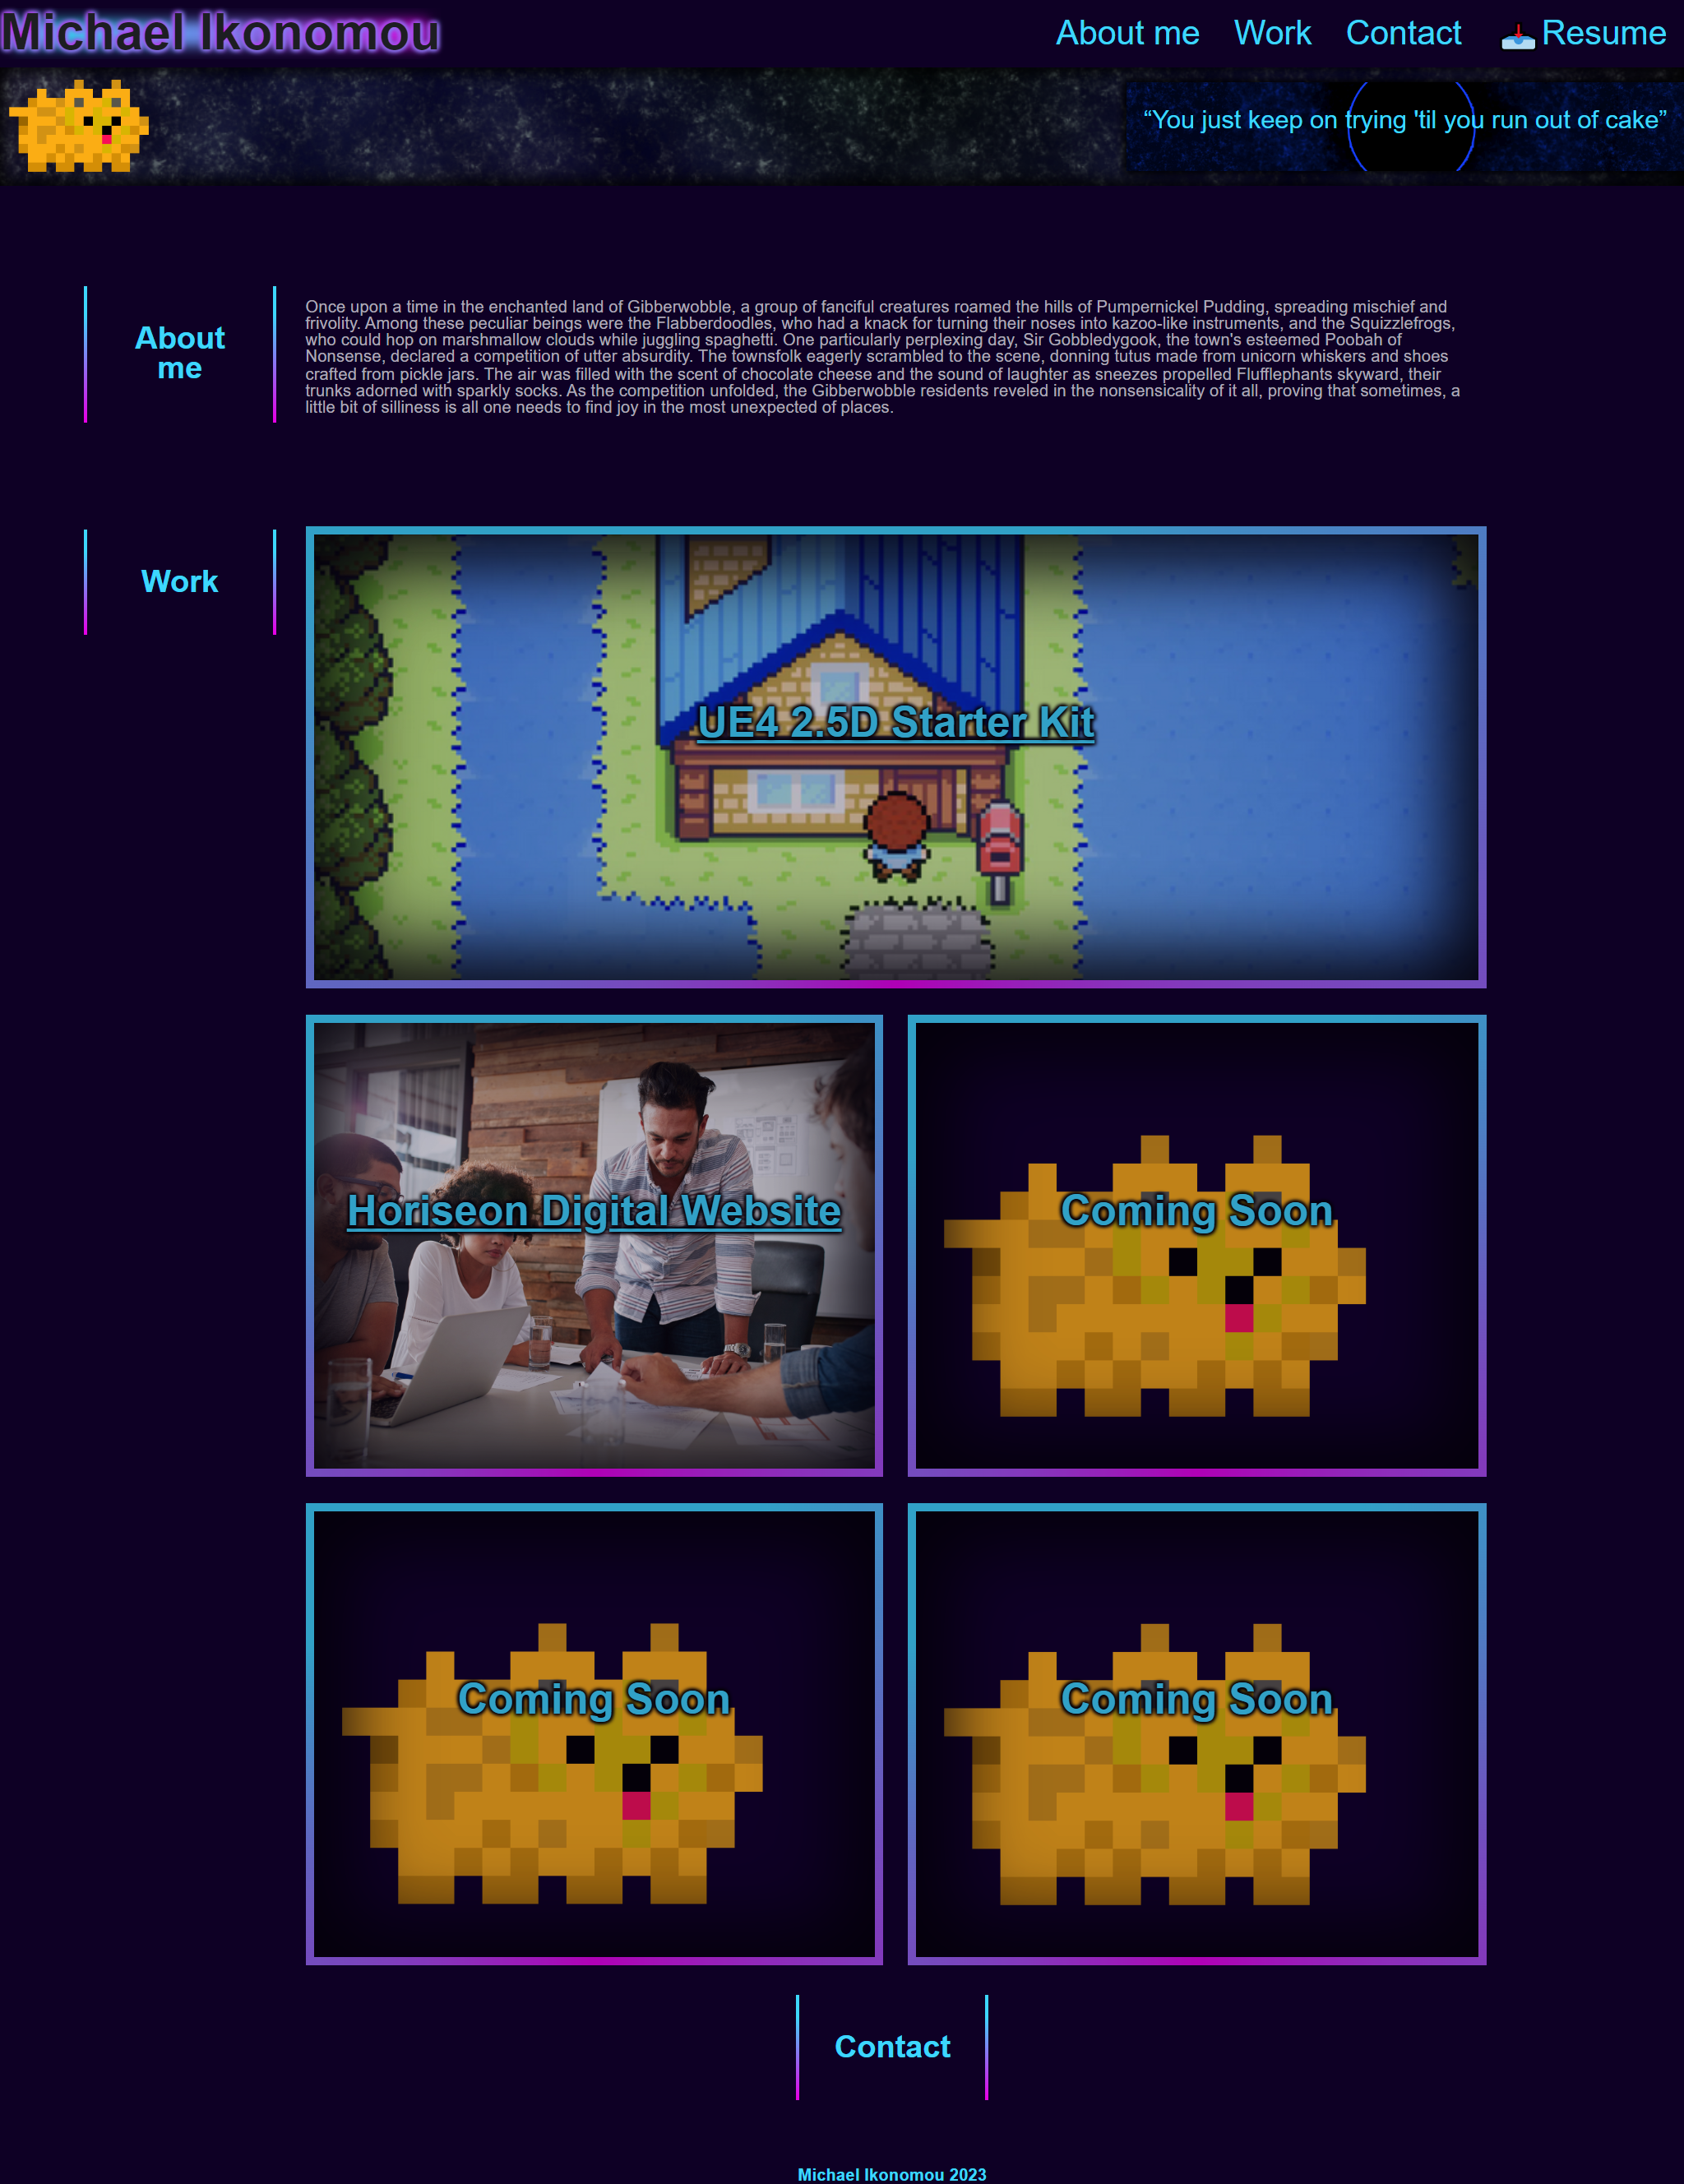 Michael Ikonomou
About me Work Contact Resume
“You just keep on trying 'til you run out of cake”
About
me
Once upon a time in the enchanted land of Gibberwobble, a group of fanciful creatures roamed the hills of Pumpernickel Pudding, spreading mischief and
frivolity. Among these peculiar beings were the Flabberdoodles, who had a knack for turning their noses into kazoo-like instruments, and the Squizzlefrogs,
who could hop on marshmallow clouds while juggling spaghetti. One particularly perplexing day, Sir Gobbledygook, the town's esteemed Poobah of
Nonsense, declared a competition of utter absurdity. The townsfolk eagerly scrambled to the scene, donning tutus made from unicorn whiskers and shoes
crafted from pickle jars. The air was filled with the scent of chocolate cheese and the sound of laughter as sneezes propelled Flufflephants skyward, their
trunks adorned with sparkly socks. As the competition unfolded, the Gibberwobble residents reveled in the nonsensicality of it all, proving that sometimes, a
little bit of silliness is all one needs to find joy in the most unexpected of places.
Work
UE4 2.5D Starter Kit
Horiseon Digital Website
Coming Soon
Coming Soon
Coming Soon
Contact
Michael Ikonomou 2023